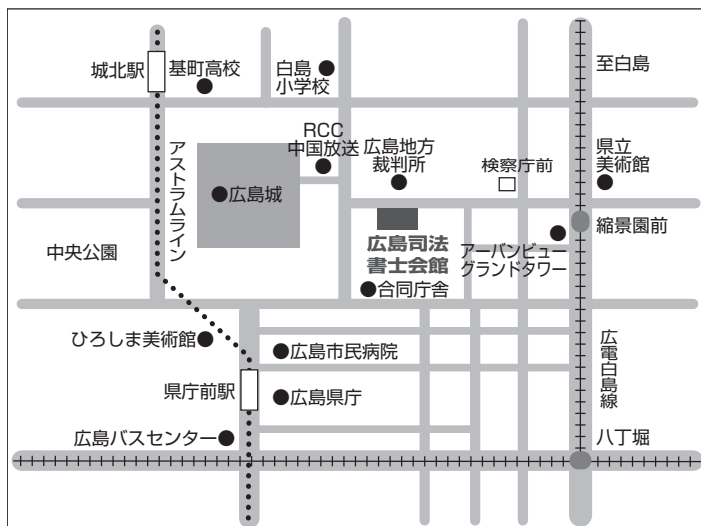 城北駅
基町高校
白島
小学校
至白島
RCC
中国放送
広島地方
裁判所
検察庁前
県立
美術館
アストラムライン
広島城
縮景園前
中央公園
広島司法
書士会館
アーバンビュー
グランドタワー
合同庁舎
ひろしま美術館
広島市民病院
広電白島線
県庁前駅
広島県庁
広島バスセンター
八丁堀